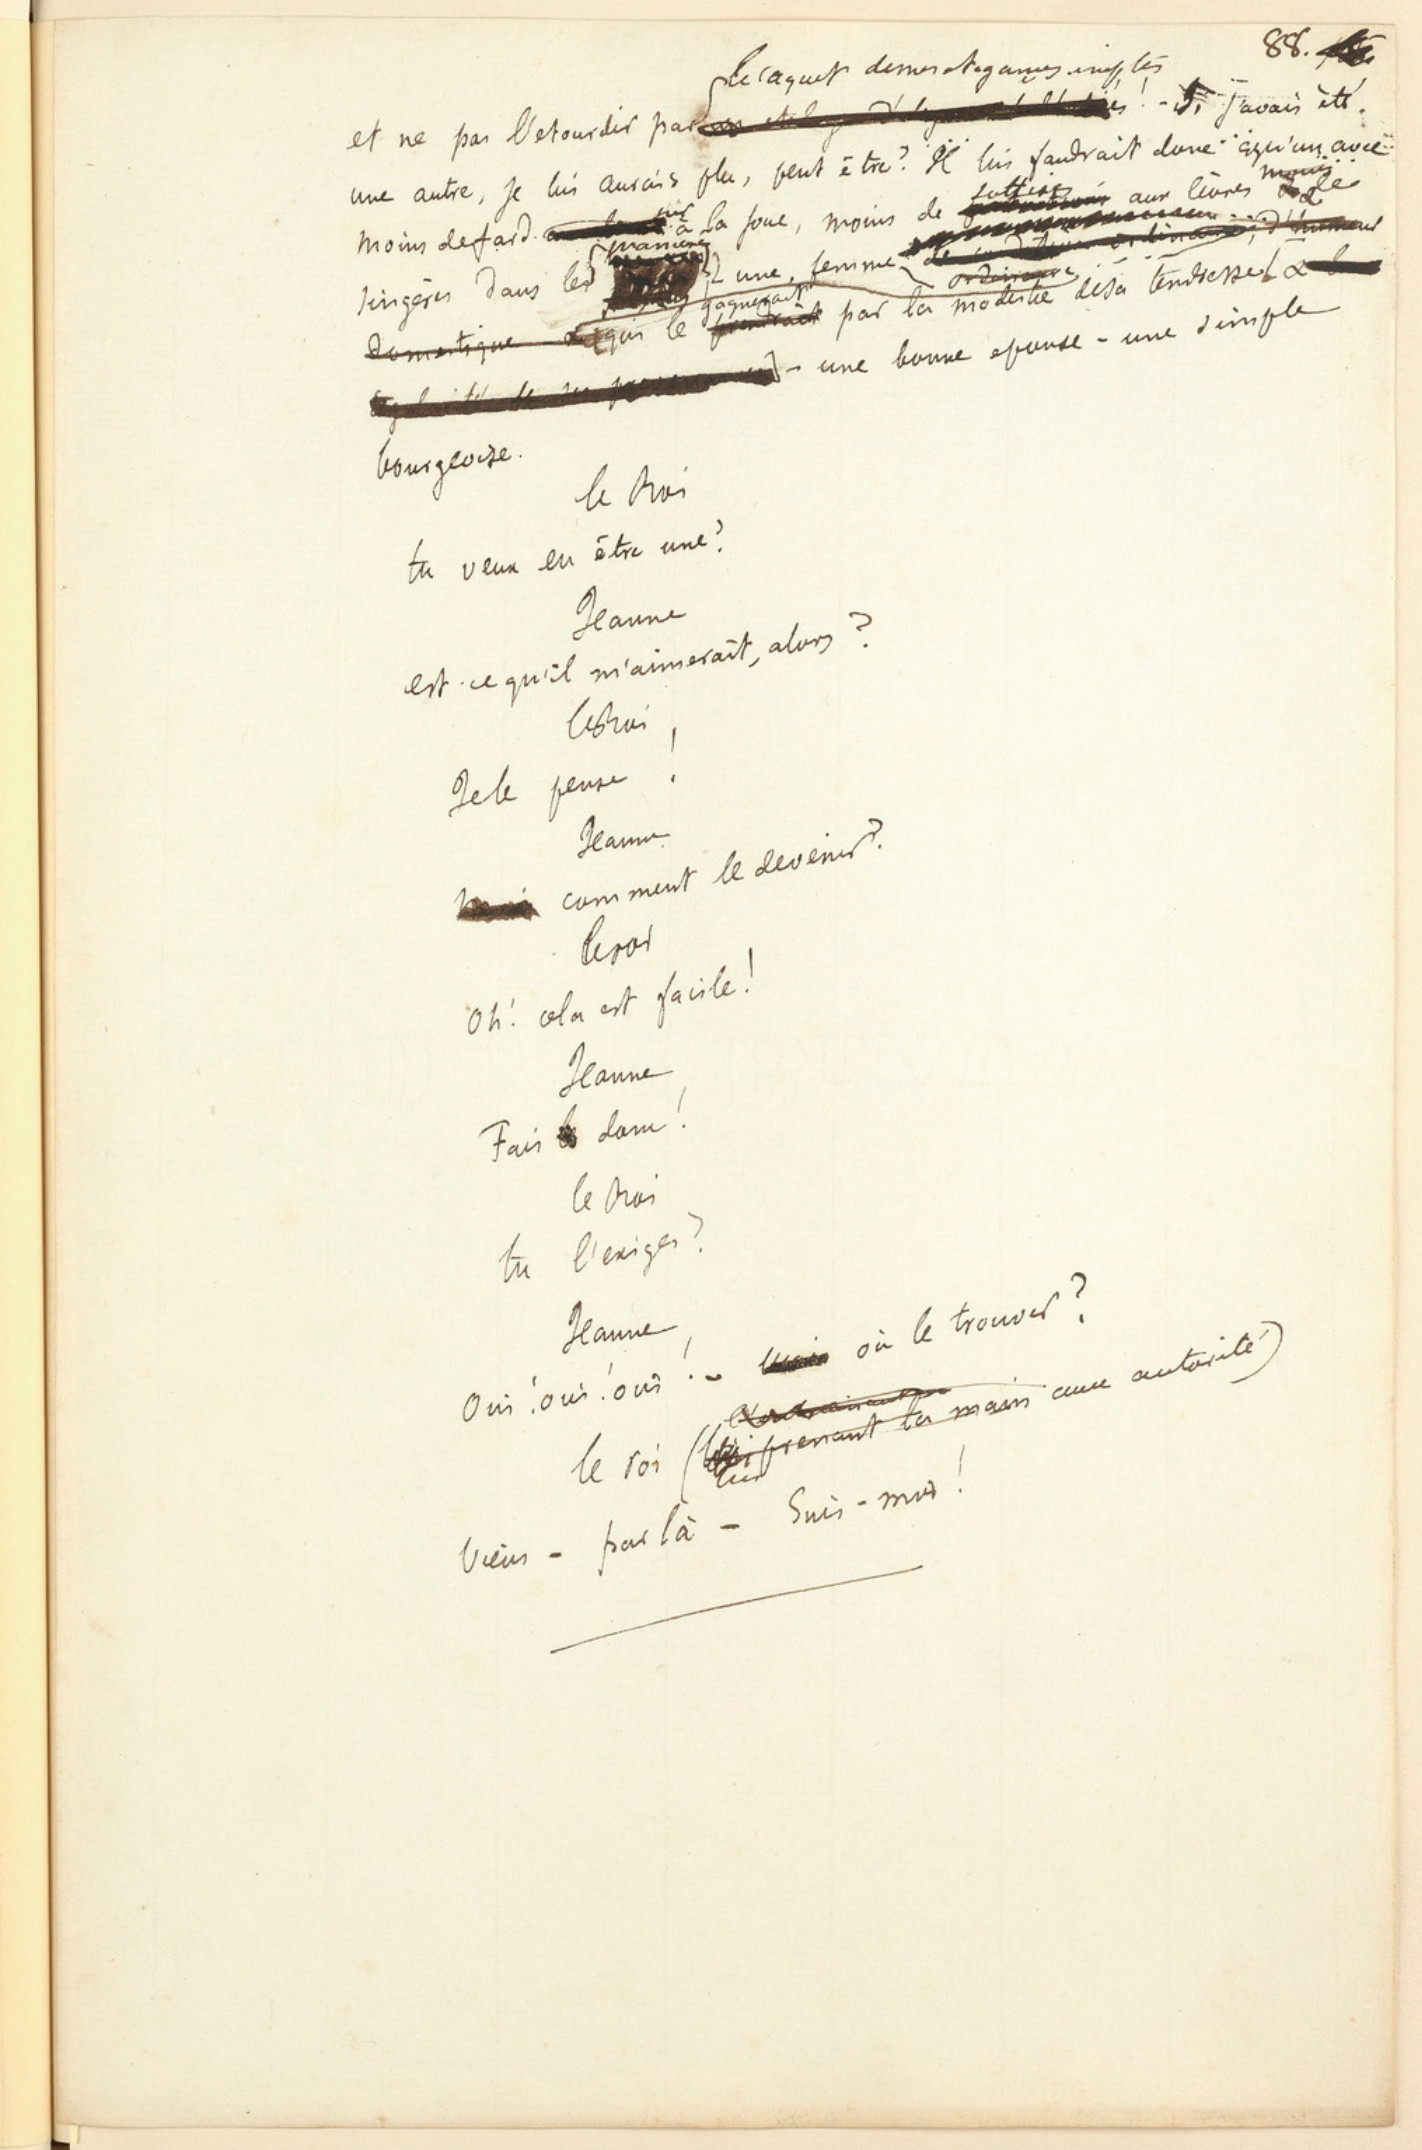 88.
le caquet de mes étages ineptes
et ne pas l'étourdir par ! - Si j'avais été
une autre, je lui aurais plu, peut être? Il lui faudrait donc quelqu'un avec
moins de fard sur la joue, moins de sottises aux lèvres & moins de
singeries dans les manières, une femme ordinaire,
qui le gagnerait par la modestie de sa tendresse
- une bonne épouse - une simple
bourgeoise.
le Roi
tu veux en être une?
Jeanne
est-ce qu'il m'aimerait, alors?
le Roi
Je le pense!
Jeanne
comment le devenir?
le roi
Oh! cela est facile!
Jeanne
Fais donc!
le Roi
tu l'exiges?
Jeanne
Oui! oui! oui! - mais où le trouver?
le roi (lui prenant la main avec autorité)
Viens - par là - Suis-moi!